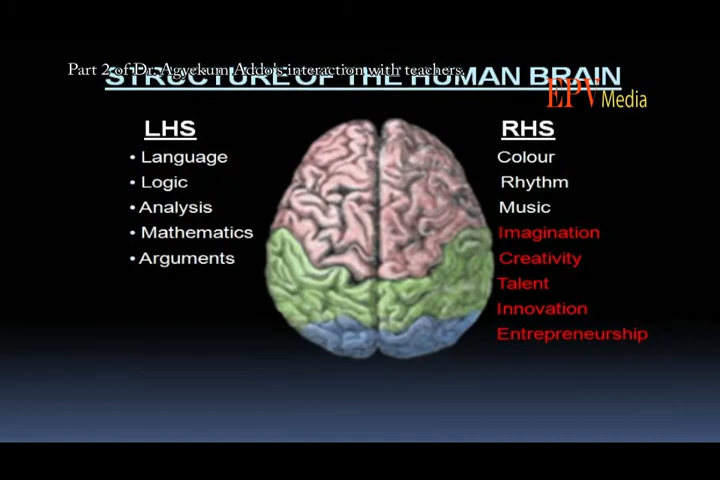 Part 2 of Dr. Agyekum Addo's interaction with teachers.
STRUCTURE OF THE HUMAN BRAIN
EPV Media
LHS
• Language
• Logic
• Analysis
• Mathematics
• Arguments
RHS
Colour
Rhythm
Music
Imagination
Creativity
Talent
Innovation
Entrepreneurship